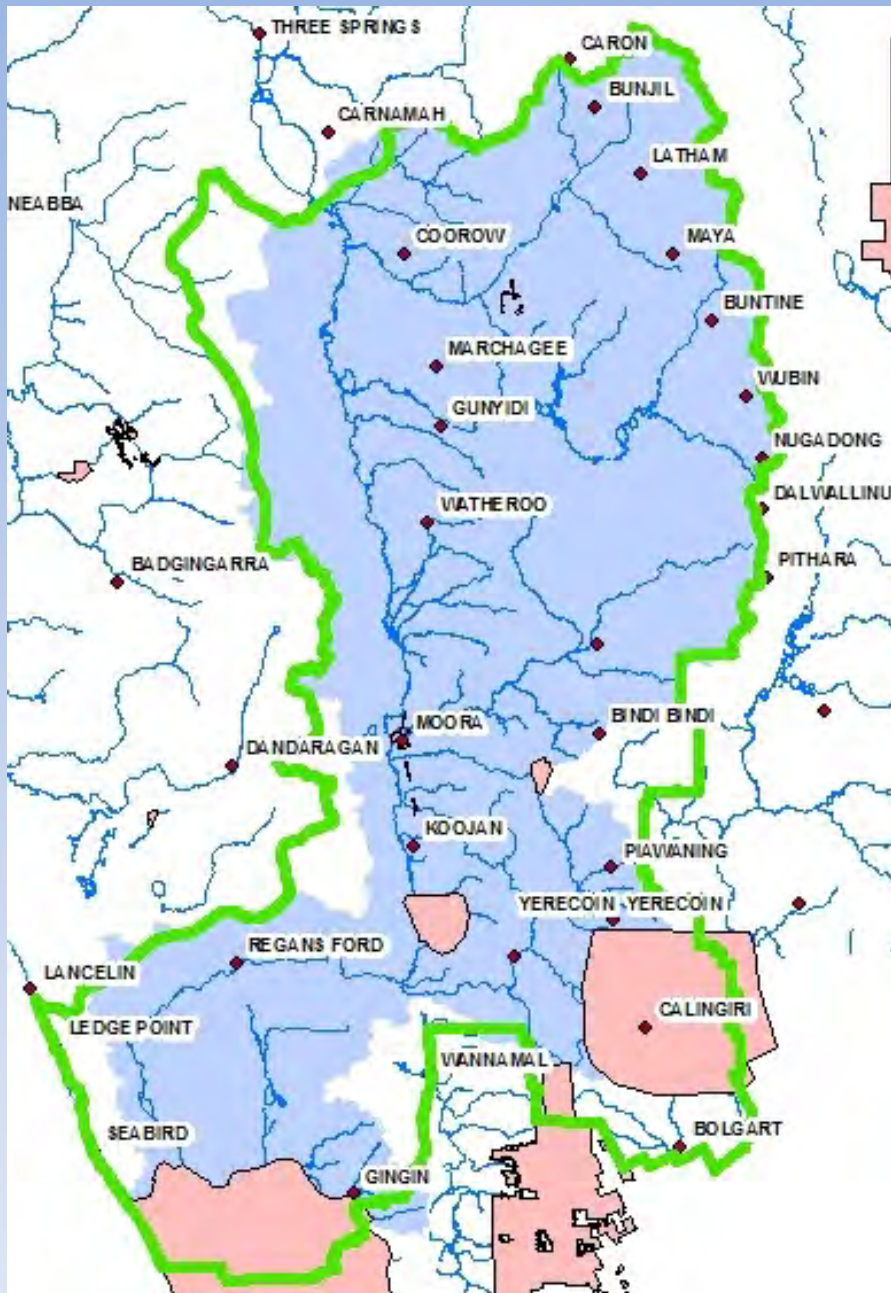 THREE SPRINGS
CARON
BUNJIL
CARNAMAH
LATHAM
NEABBA
COOROW
MAYA
BUNTINE
MARCHAGEE
WUBIN
GUNYIDI
NUGADONG
WATHEROO
DALWALLINU
BADGINGARRA
PITHARA
BINDI BINDI
MOORA
DANDARAGAN
KOOJAN
PIAWANING
YERECOIN
YERECOIN
REGANS FORD
LANCELIN
CALINGIRI
LEDGE POINT
WANNAMAL
BOLGART
SEABIRD
GINGIN